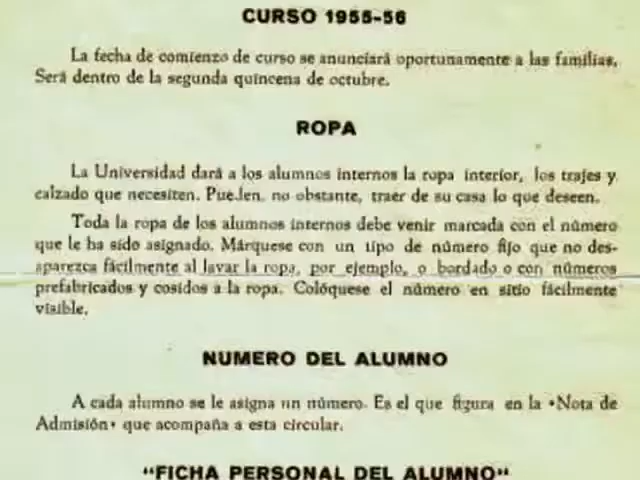 CURSO 1955-56
La fecha de comienzo de curso se anunciará oportunamente a las familias.
Será dentro de la segunda quincena de octubre.
ROPA
La Universidad dará a los alumnos internos la ropa interior, los trajes y
calzado que necesiten. Pueden, no obstante, traer de su casa lo que deseen.
Toda la ropa de los alumnos internos debe venir marcada con el número
que le ha sido asignado. Márquese con un tipo de número fijo que no des-
aparezca fácilmente al lavar la ropa, por ejemplo, o bordado o con números
prefabricados y cosidos a la ropa. Colóquese el número en sitio fácilmente
visible.
NUMERO DEL ALUMNO
A cada alumno se le asigna un número. Es el que figura en la «Nota de
Admisión» que acompaña a esta circular.
"FICHA PERSONAL DEL ALUMNO"